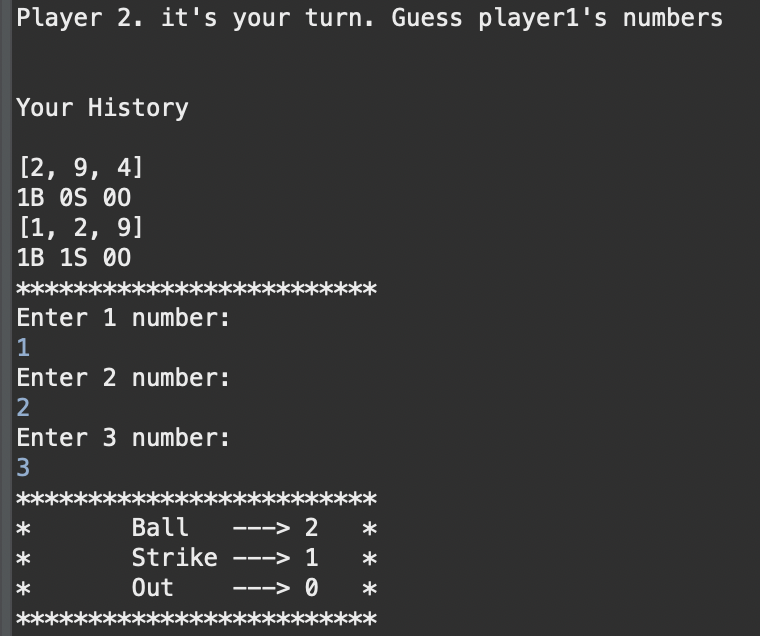 Player 2. it's your turn. Guess player1's numbers
Your History
[2, 9, 4]
1B 0S 0O
[1, 2, 9]
1B 1S 0O
*************************
Enter 1 number:
1
Enter 2 number:
2
Enter 3 number:
3
*************************
*       Ball   ---> 2   *
*       Strike ---> 1   *
*       Out    ---> 0   *
*************************